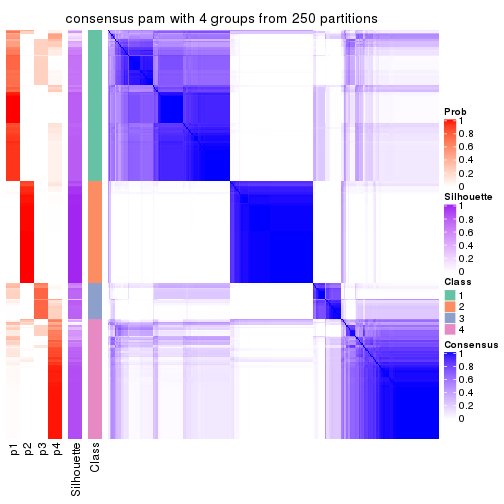 consensus pam with 4 groups from 250 partitions
Prob
1
0.8
0.6
0.4
0.2
0
Silhouette
1
0.8
0.6
0.4
0.2
0
Class
1
2
3
4
Consensus
1
0.8
0.6
0.4
0.2
0
p1
p2
p3
p4
Silhouette
Class